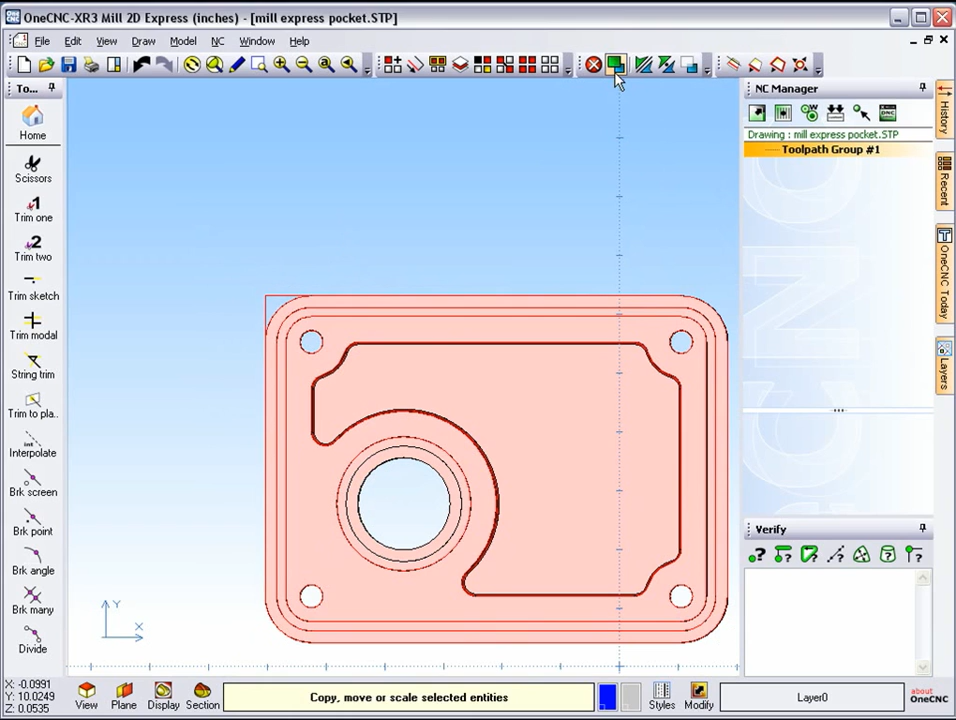 OneCNC-XR3 Mill 2D Express (inches) - [mill express pocket.STP]
File Edit View Draw Model NC Window Help
To...
Home
Scissors
1
Trim one
2
Trim two
Trim sketch
Trim modal
String trim
Trim to pla..
int
Interpolate
Brk screen
Brk point
Brk angle
Brk many
Divide
Y
X
NC Manager
Drawing : mill express pocket.STP
Toolpath Group #1
Verify
History
Recent
OneCNC Today
Layers
X: -0.0991
Y: 10.0249
Z: 0.0535
View
Plane
Display
Section
Copy, move or scale selected entities
Styles
Modify
Layer0
about
OneCNC